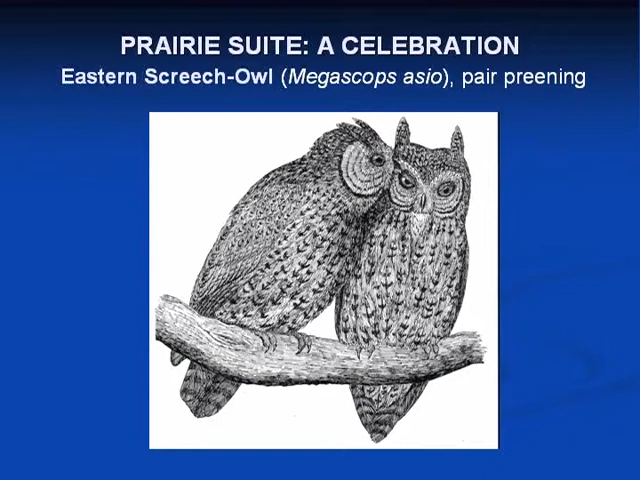 PRAIRIE SUITE: A CELEBRATION
Eastern Screech-Owl (Megascops asio), pair preening